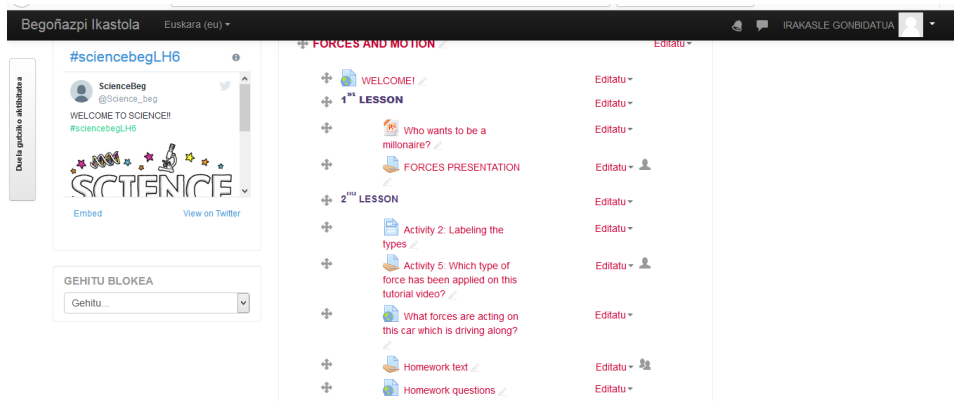 Begoñazpi Ikastola Euskara (eu) IRAKASLE GONBIDATUA
Duela gutxiko aktibitatea
#sciencebegLH6
ScienceBeg
@Science_beg
WELCOME TO SCIENCE!!
#sciencebegLH6
SCIENCE
Embed View on Twitter
GEHITU BLOKEA
Gehitu...
FORCES AND MOTION Editatu
WELCOME! Editatu
1ST LESSON Editatu
Who wants to be a Editatu
millonaire?
FORCES PRESENTATION Editatu
2ND LESSON Editatu
Activity 2: Labeling the Editatu
types
Activity 5: Which type of Editatu
force has been applied on this
tutorial video?
What forces are acting on Editatu
this car which is driving along?
Homework text Editatu
Homework questions Editatu